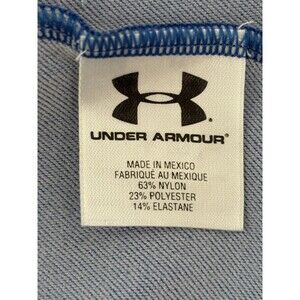 UNDER ARMOUR®
MADE IN MEXICO
FABRIQUÉ AU MEXIQUE
63% NYLON
23% POLYESTER
14% ELASTANE